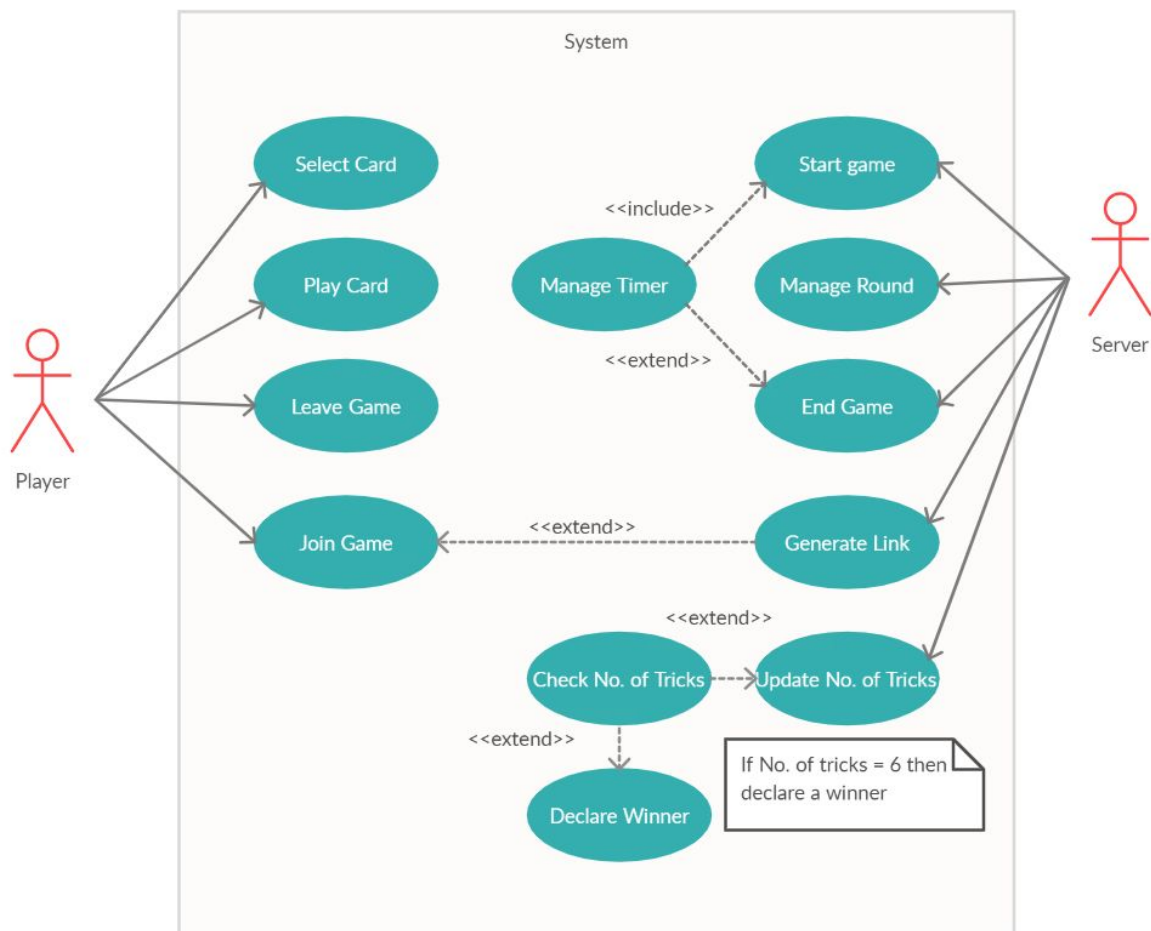 System
Select Card
Start game
<<include>>
Play Card
Manage Timer
Manage Round
Server
<<extend>>
Leave Game
End Game
Player
<<extend>>
Join Game
Generate Link
<<extend>>
Check No. of Tricks
Update No. of Tricks
<<extend>>
If No. of tricks = 6 then
declare a winner
Declare Winner